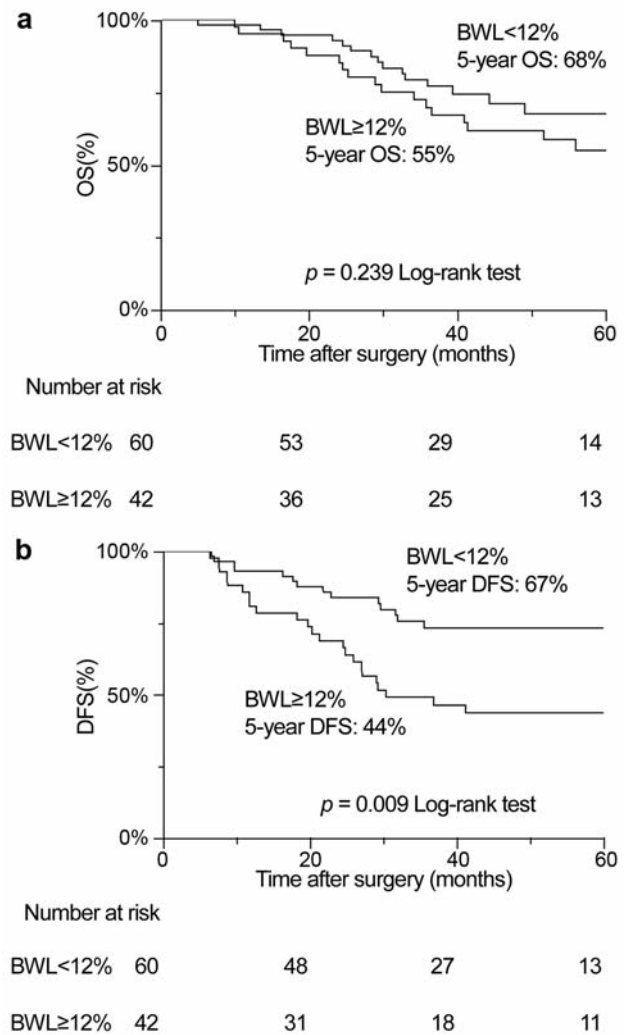 a
100%
BWL<12%
5-year OS: 68%
BWL≥12%
5-year OS: 55%
50%
OS(%)
p = 0.239 Log-rank test
0%
0 20 40 60
Time after surgery (months)
Number at risk
BWL<12% 60 53 29 14
BWL≥12% 42 36 25 13
b
100%
BWL<12%
5-year DFS: 67%
50%
BWL≥12%
5-year DFS: 44%
DFS(%)
p = 0.009 Log-rank test
0%
0 20 40 60
Time after surgery (months)
Number at risk
BWL<12% 60 48 27 13
BWL≥12% 42 31 18 11